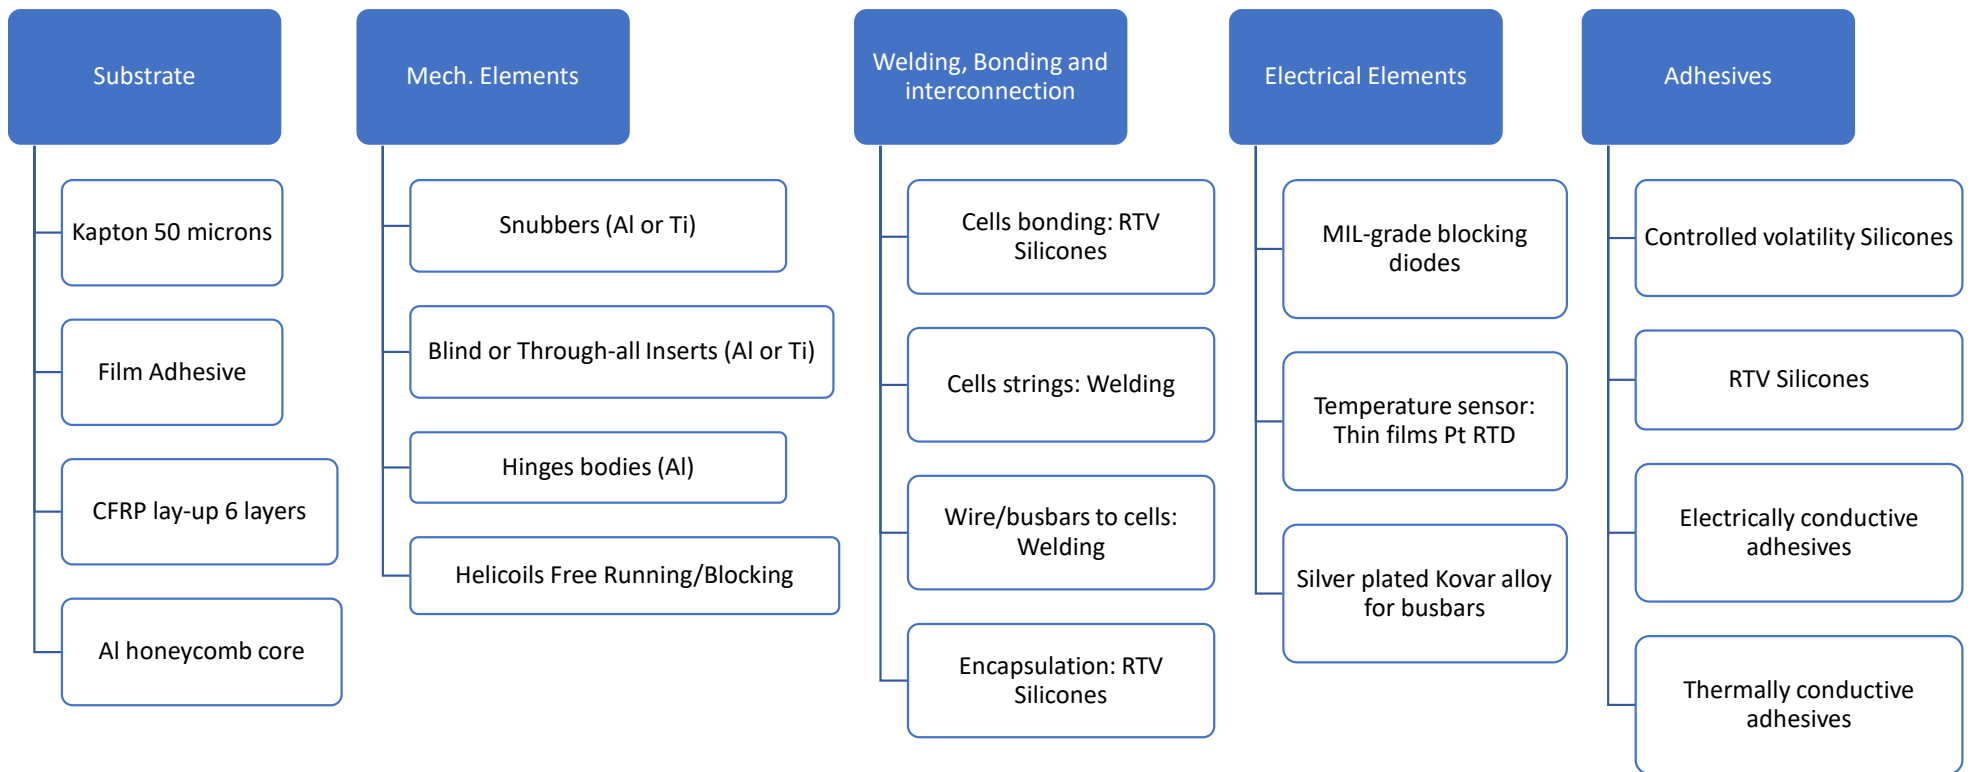 Substrate
Kapton 50 microns
Film Adhesive
CFRP lay-up 6 layers
Al honeycomb core
Mech. Elements
Snubbers (Al or Ti)
Blind or Through-all Inserts (Al or Ti)
Hinges bodies (Al)
Helicoils Free Running/Blocking
Welding, Bonding and
interconnection
Cells bonding: RTV
Silicones
Cells strings: Welding
Wire/busbars to cells:
Welding
Encapsulation: RTV
Silicones
Electrical Elements
MIL-grade blocking
diodes
Temperature sensor:
Thin films Pt RTD
Silver plated Kovar alloy
for busbars
Adhesives
Controlled volatility Silicones
RTV Silicones
Electrically conductive
adhesives
Thermally conductive
adhesives